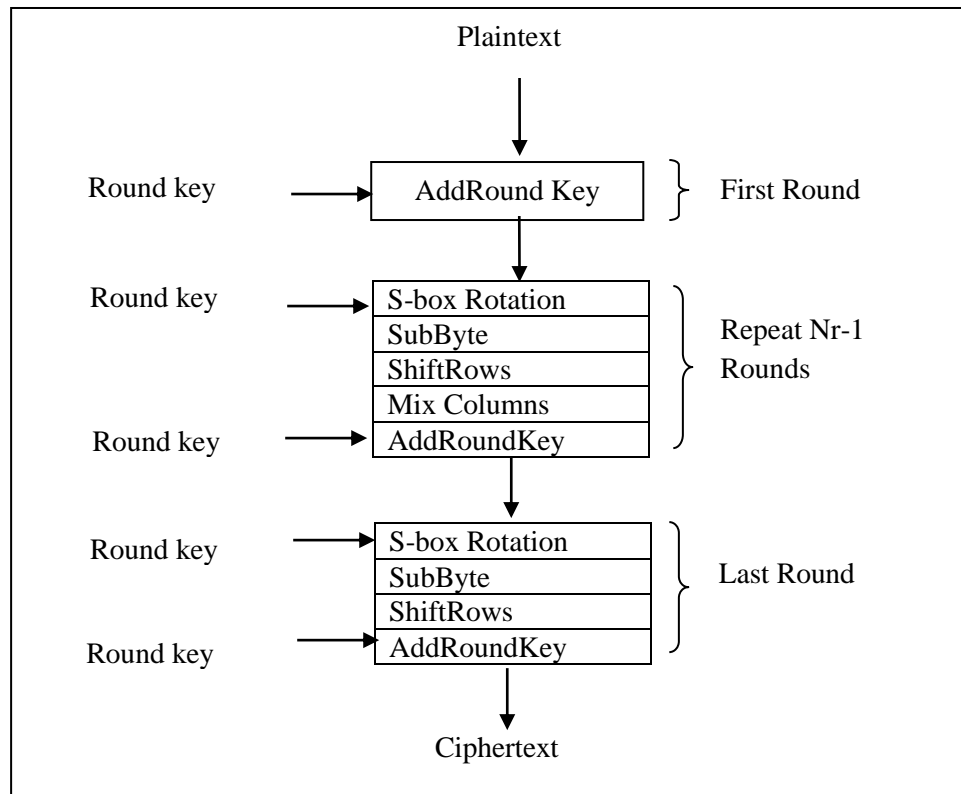 Plaintext
Round key
AddRound Key
First Round
Round key
S-box Rotation
SubByte
ShiftRows
Mix Columns
Round key
AddRoundKey
Repeat Nr-1
Rounds
Round key
S-box Rotation
SubByte
ShiftRows
Round key
AddRoundKey
Last Round
Ciphertext